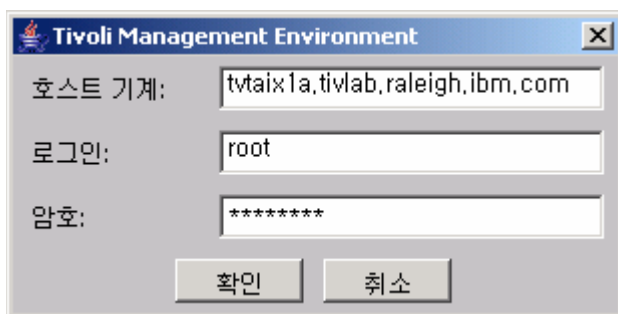 Tivoli Management Environment
호스트 기계: tvtaix1a,tivlab,raleigh,ibm,com
로그인: root
암호: ********
확인 취소